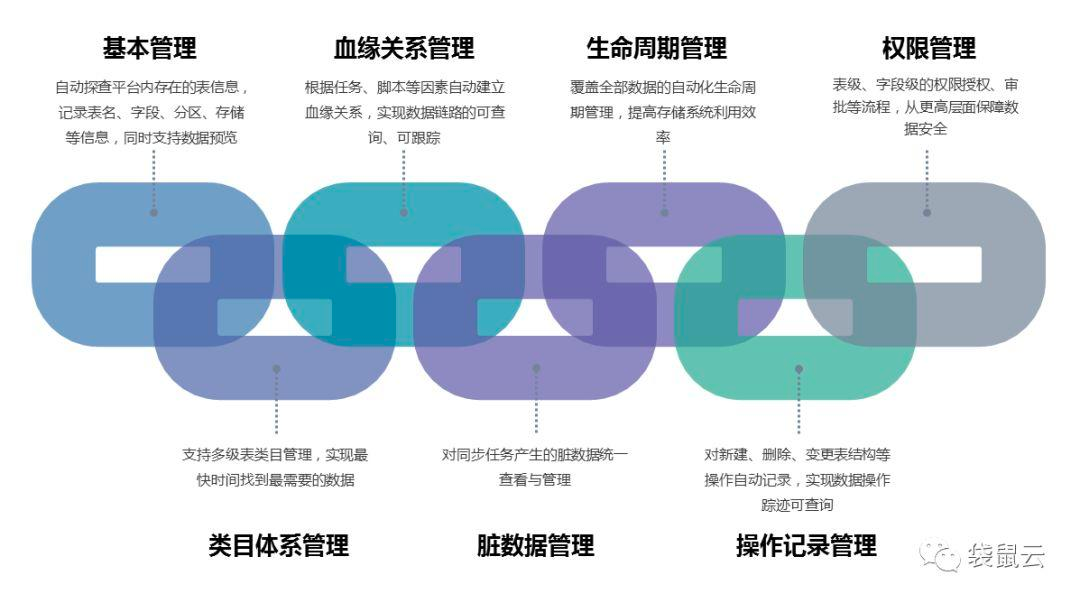 基本管理
自动探查平台内存在的表信息，
记录表名、字段、分区、存储
等信息，同时支持数据预览
血缘关系管理
根据任务、脚本等因素自动建立
血缘关系，实现数据链路的可查
询、可跟踪
生命周期管理
覆盖全部数据的自动化生命周
期管理，提高存储系统利用效
率
权限管理
表级、字段级的权限授权、审
批等流程，从更高层面保障数
据安全
支持多级表类目管理，实现最
快时间找到最需要的数据
类目体系管理
对同步任务产生的脏数据统一
查看与管理
脏数据管理
对新建、删除、变更表结构等
操作自动记录，实现数据操作
踪迹可查询
操作记录管理
袋鼠云